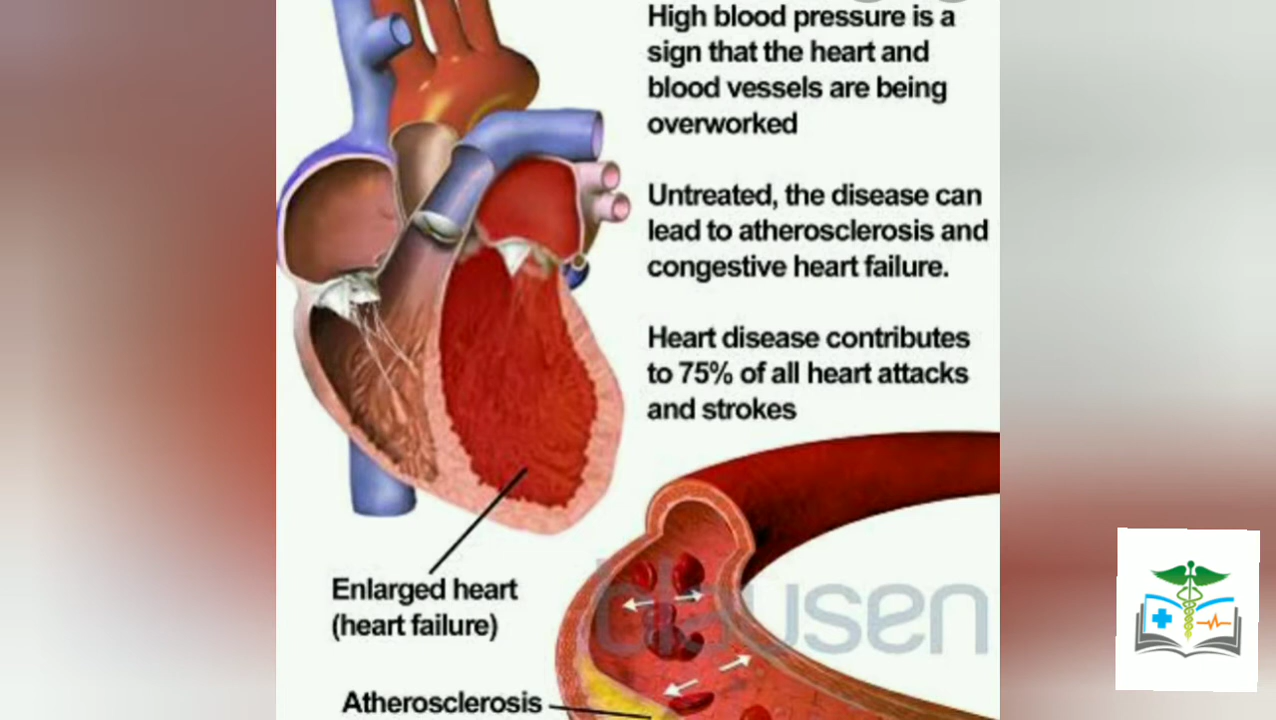 High blood pressure is a
sign that the heart and
blood vessels are being
overworked
Untreated, the disease can
lead to atherosclerosis and
congestive heart failure.
Heart disease contributes
to 75% of all heart attacks
and strokes
Enlarged heart
(heart failure)
Atherosclerosis
blausen